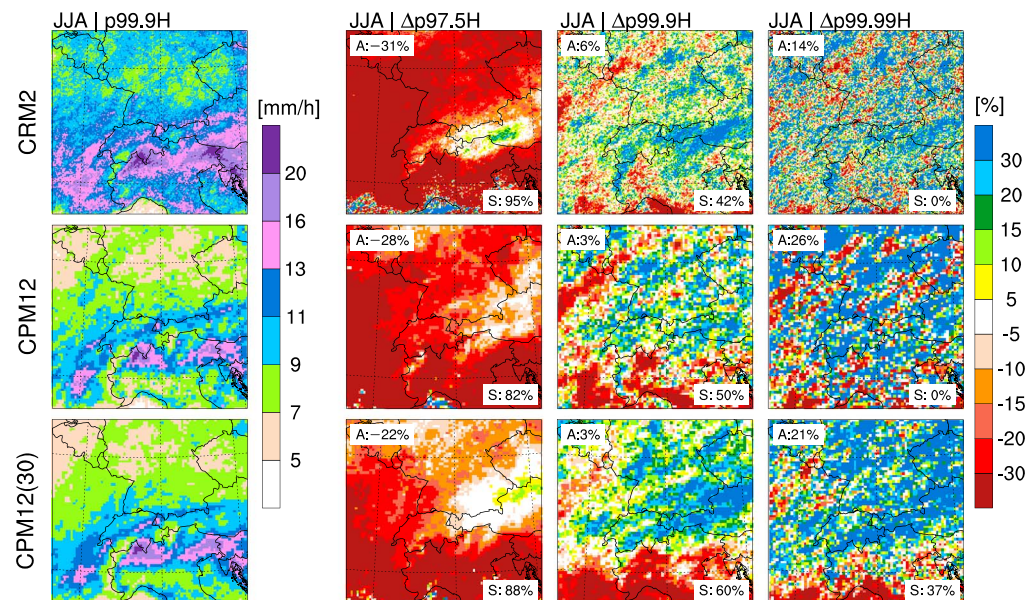 JJA | p99.9H
JJA | Δp97.5H
JJA | Δp99.9H
JJA | Δp99.99H
CRM2
A:−31%
S: 95%
A:6%
S: 42%
A:14%
S: 0%
CPM12
A:−28%
S: 82%
A:3%
S: 50%
A:26%
S: 0%
CPM12(30)
A:−22%
S: 88%
A:3%
S: 60%
A:21%
S: 37%
[mm/h]
20
16
13
11
9
7
5
[%]
30
20
15
10
5
-5
-10
-15
-20
-30